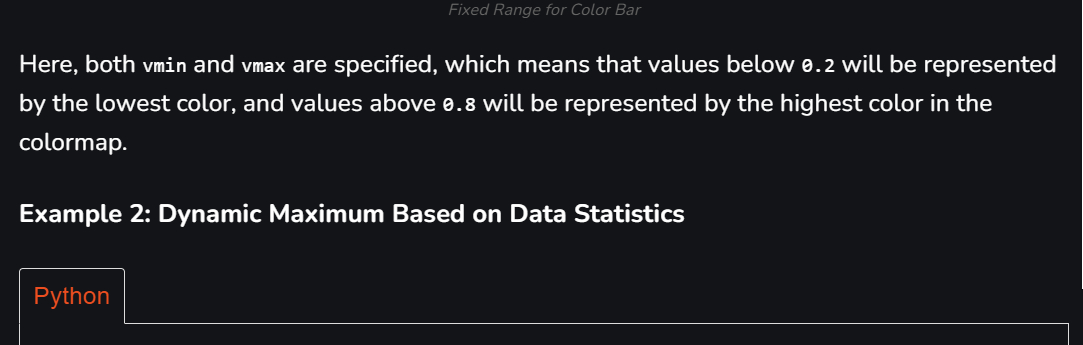 Fixed Range for Color Bar
Here, both vmin and vmax are specified, which means that values below 0.2 will be represented
by the lowest color, and values above 0.8 will be represented by the highest color in the
colormap.
Example 2: Dynamic Maximum Based on Data Statistics
Python